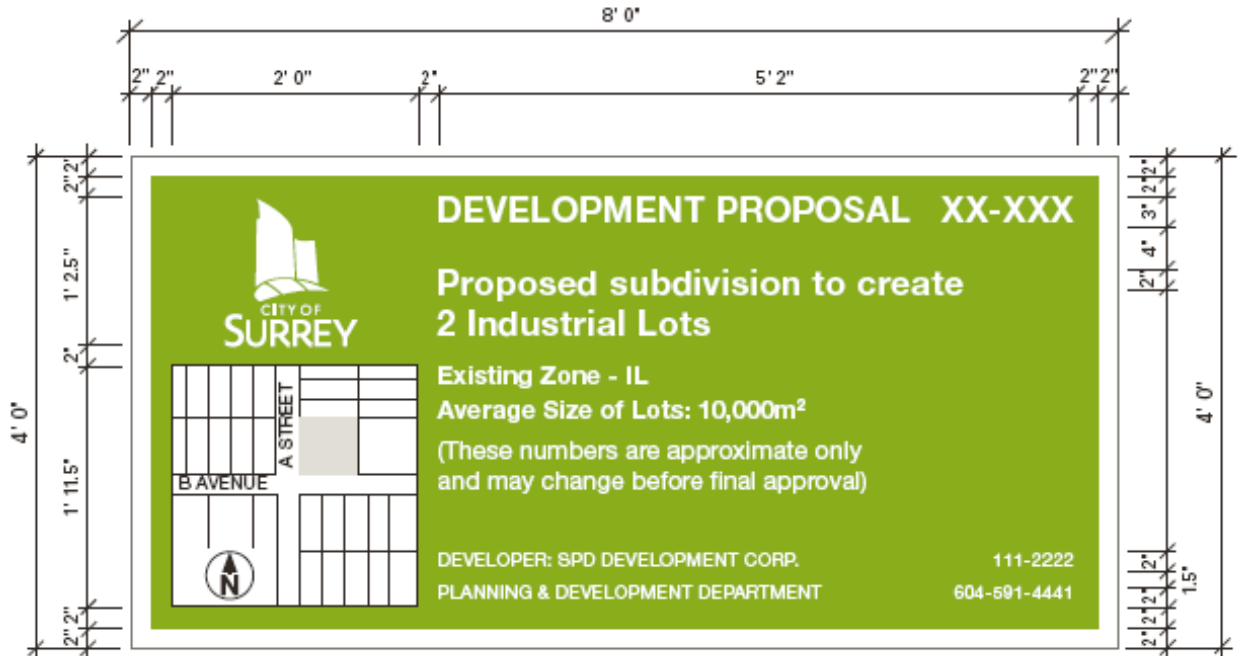 8' 0"
2" 2" 2' 0" 2" 5' 2" 2" 2"
4' 0"
2" 2"
1' 2.5"
2"
1' 11.5"
2" 2"
CITY OF
SURREY
A STREET
B AVENUE
N
DEVELOPMENT PROPOSAL XX-XXX
Proposed subdivision to create
2 Industrial Lots
Existing Zone - IL
Average Size of Lots: 10,000m²
(These numbers are approximate only
and may change before final approval)
DEVELOPER: SPD DEVELOPMENT CORP. 111-2222
PLANNING & DEVELOPMENT DEPARTMENT 604-591-4441
2" 2"
3"
4"
2"
2"
1.5"
2" 2"
2"
4' 0"